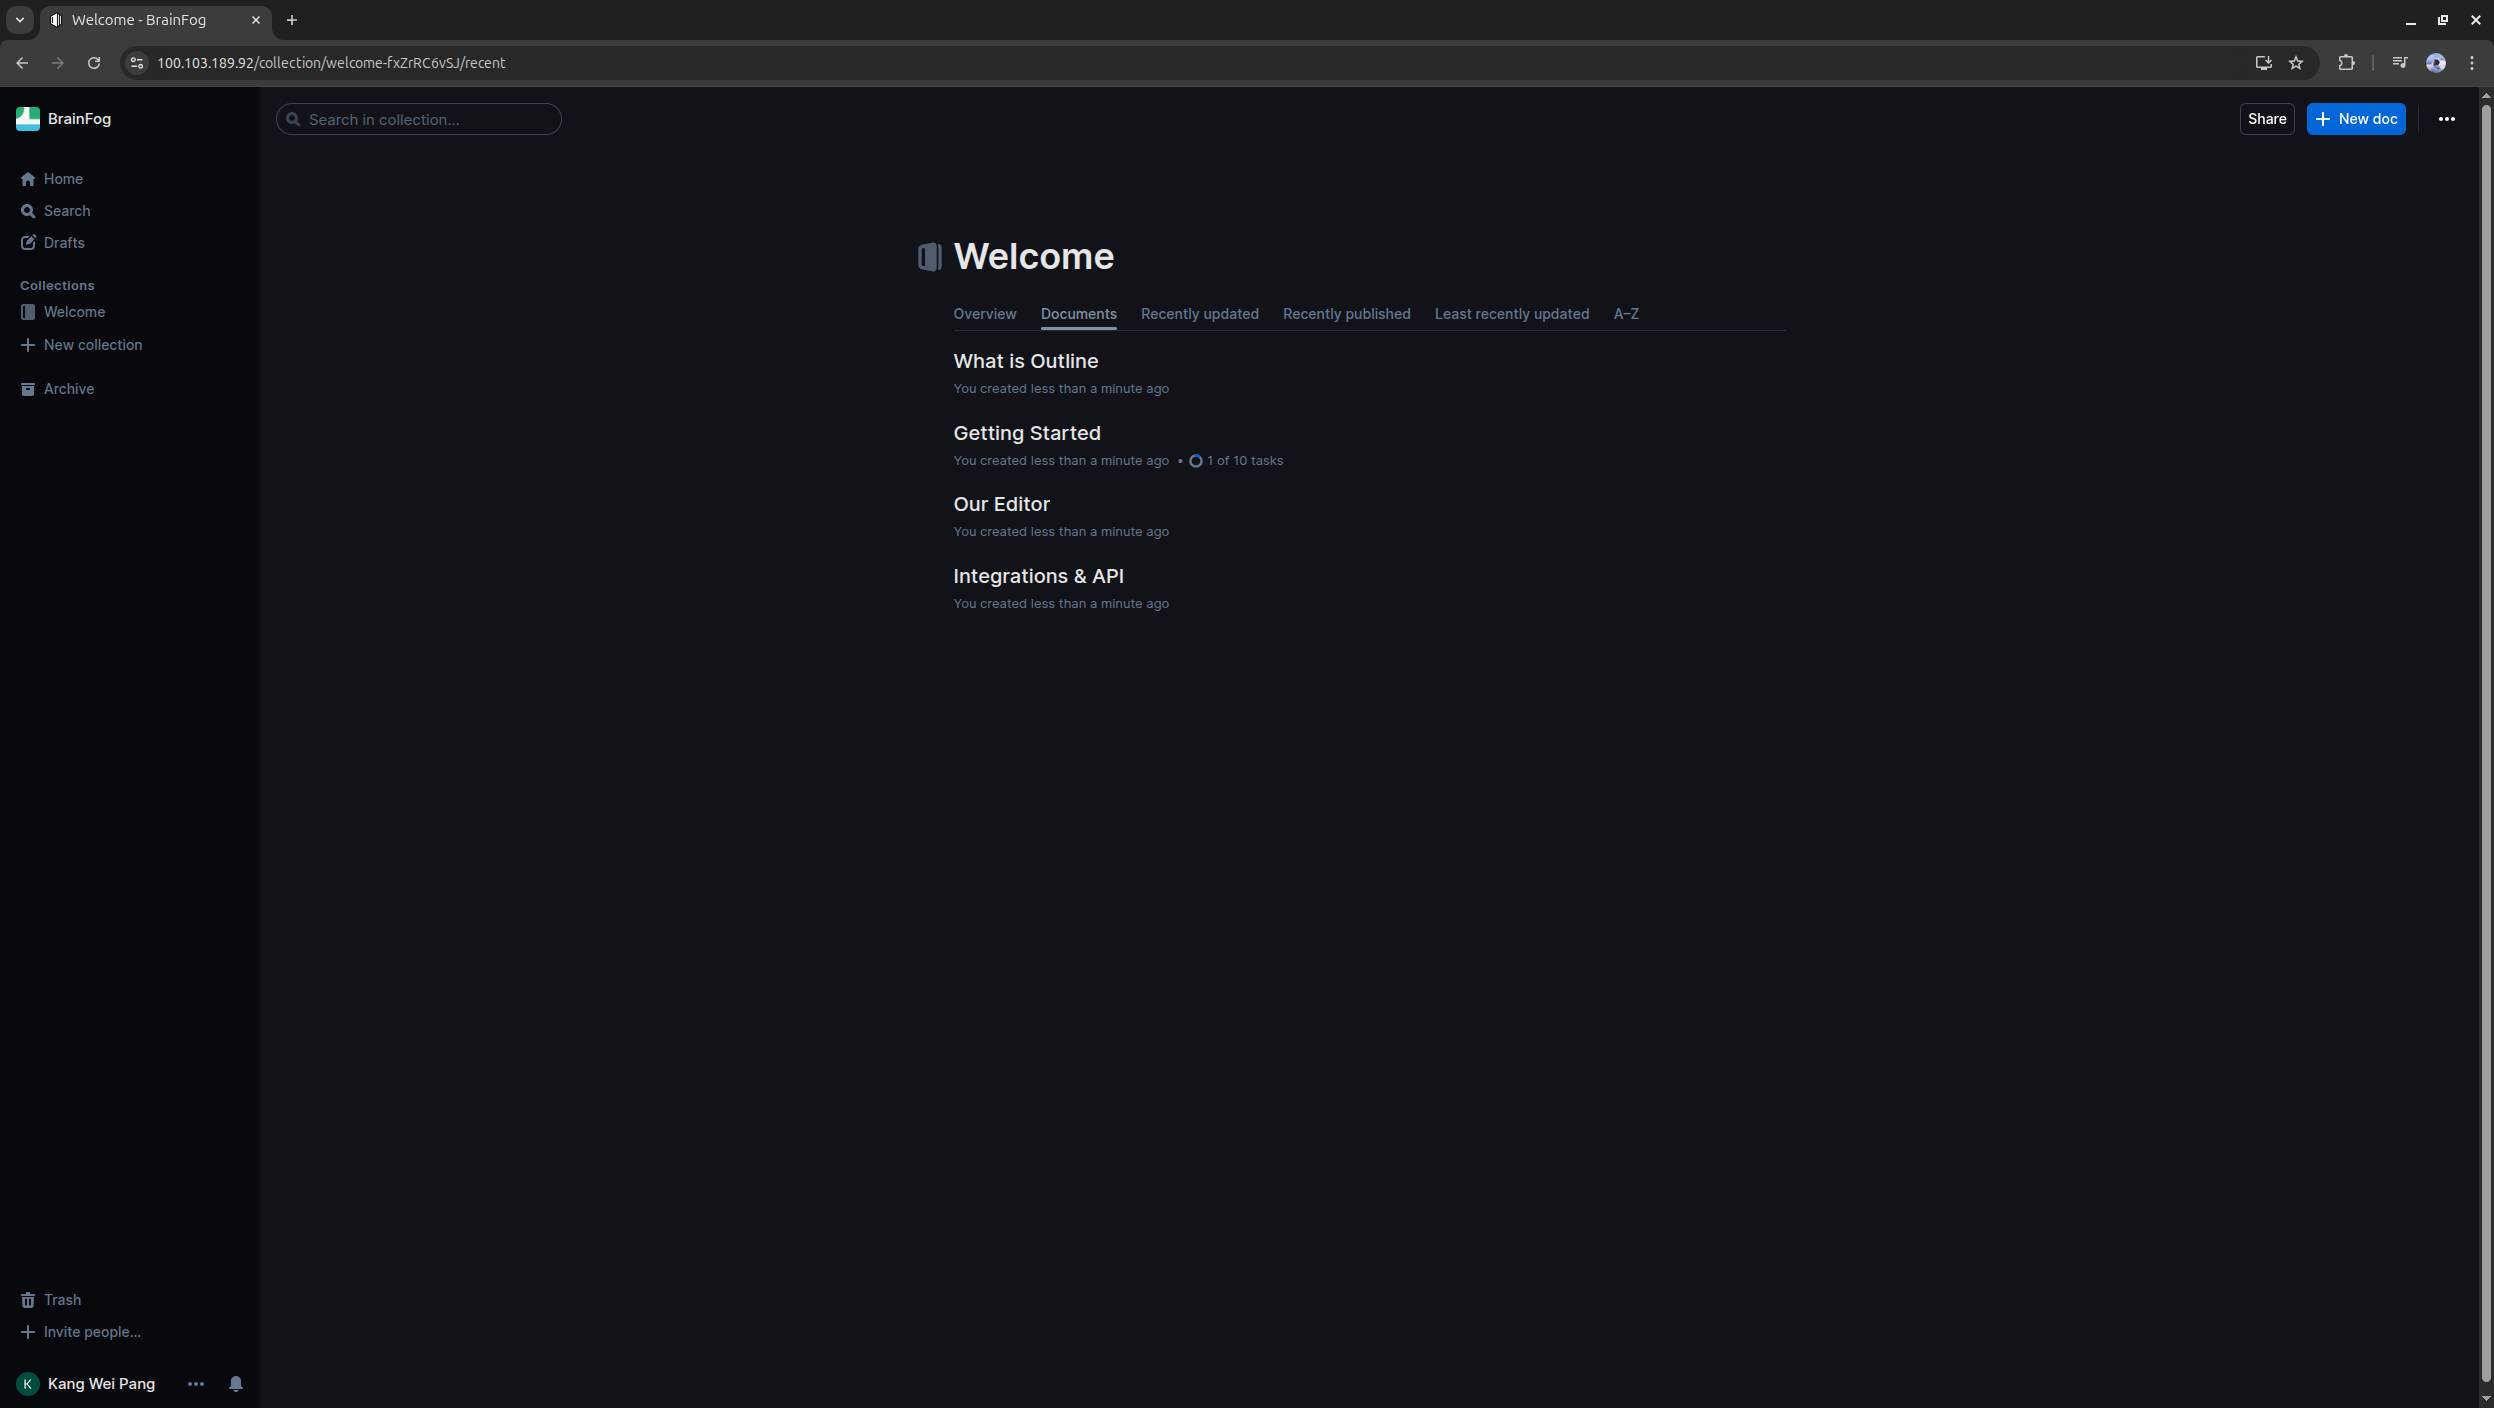 Welcome - BrainFog
100.103.189.92/collection/welcome-fxZrRC6vSJ/recent
BrainFog
Search in collection...
Share
New doc
Home
Search
Drafts
Collections
Welcome
New collection
Archive
Welcome
Overview Documents Recently updated Recently published Least recently updated A–Z
What is Outline
You created less than a minute ago
Getting Started
You created less than a minute ago • 1 of 10 tasks
Our Editor
You created less than a minute ago
Integrations & API
You created less than a minute ago
Trash
Invite people...
K Kang Wei Pang